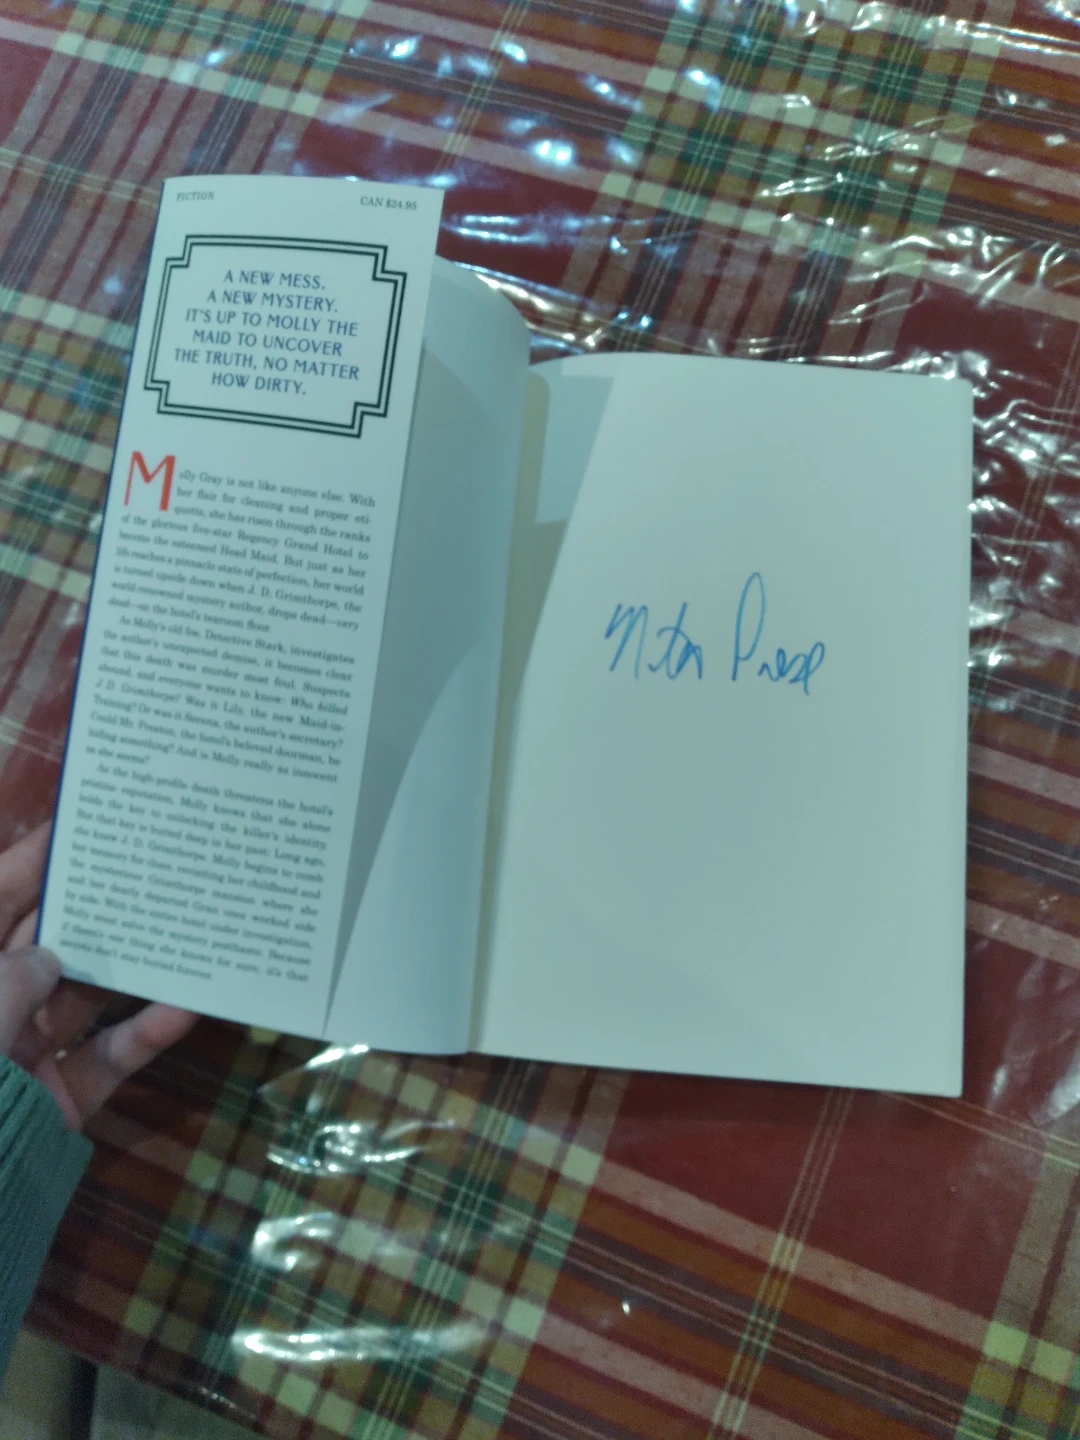 FICTION
CAN $24.95
A NEW MESS,
A NEW MYSTERY.
IT'S UP TO MOLLY THE
MAID TO UNCOVER
THE TRUTH, NO MATTER
HOW DIRTY.
Molly Gray is not like anyone else. With
her flair for cleaning and proper eti-
quette, she has risen through the ranks
of the glorious five-star Regency Grand Hotel to
become the esteemed Head Maid. But just as her
life reaches a pinnacle state of perfection, her world
is turned upside down when J. D. Grimthorpe, the
world-renowned mystery author, drops dead—very
dead—on the hotel's tearoom floor.
As Molly's old foe, Detective Stark, investigates
the author's unexpected demise, it becomes clear
that this death was murder most foul. Suspects
abound, and everyone wants to know: Who killed
J. D. Grimthorpe? Was it Lily, the new Maid-in-
Training? Or was it Serena, the author's secretary?
Could Mr. Preston, the hotel's beloved doorman, be
hiding something? And is Molly really as innocent
as she seems?
As the high-profile death threatens the hotel's
pristine reputation, Molly knows that she alone
holds the key to unlocking the killer's identity.
But that key is buried deep in her past. Long ago,
she knew J. D. Grimthorpe. Molly begins to comb
her memory for clues, revisiting her childhood and
the mysterious Grimthorpe mansion where she
and her dearly departed Gran once worked side
by side. With the entire hotel under investigation,
Molly must solve the mystery posthaste. Because
if there's one thing she knows for sure, it's that
secrets don't stay buried forever.
Nita Prose